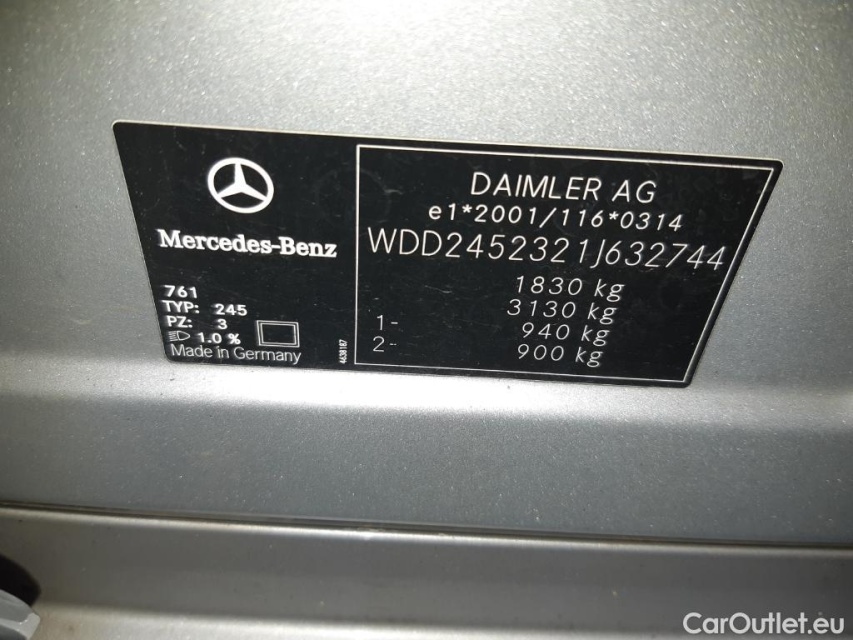 Mercedes-Benz
761
TYP: 245
PZ: 3
1.0 %
Made in Germany
4438187
DAIMLER AG
e1*2001/116*0314
WDD2452321J632744
1830 kg
3130 kg
1- 940 kg
2- 900 kg
CarOutlet.eu